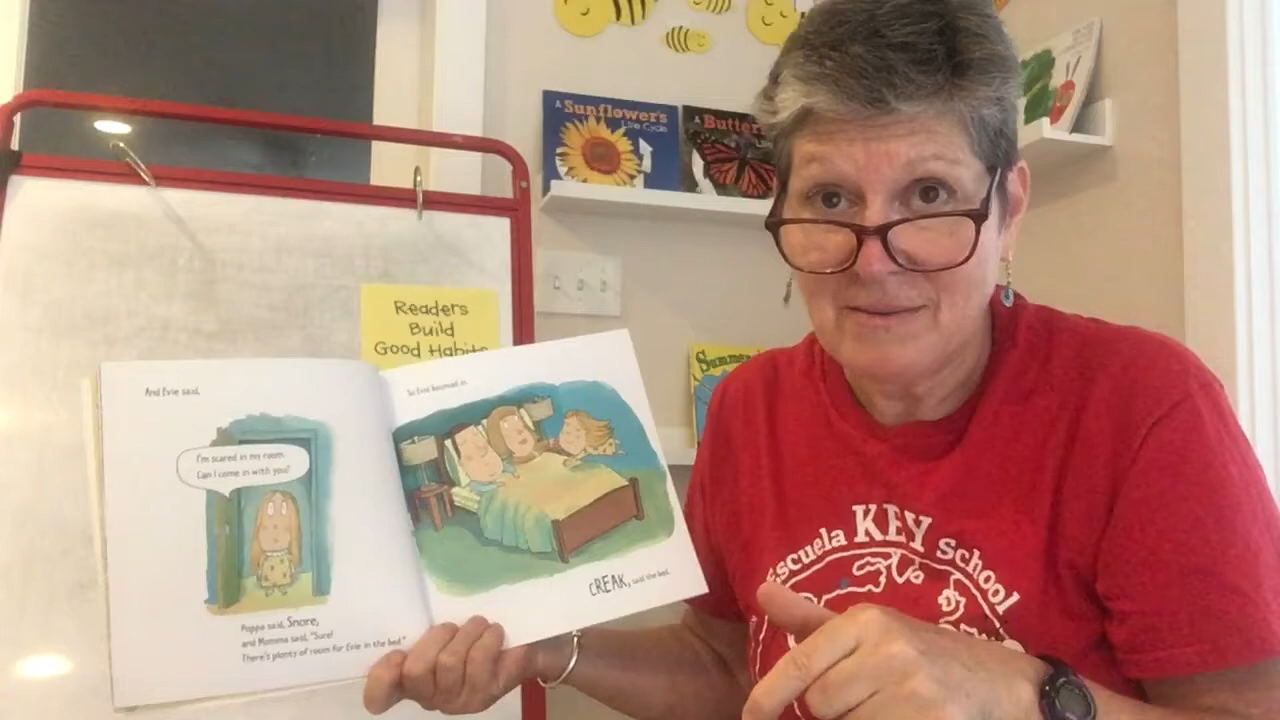 A Sunflower's
Life Cycle
A Butter
Readers
Build
Good Habits
Summer
And Evie said,
I'm scared in my room.
Can I come in with you?
Poppa said, Snore,
and Momma said, "Sure!
There's plenty of room for Evie in the bed."
So Evie bounced in.
CREAK, said the bed.
Escuela KEY School